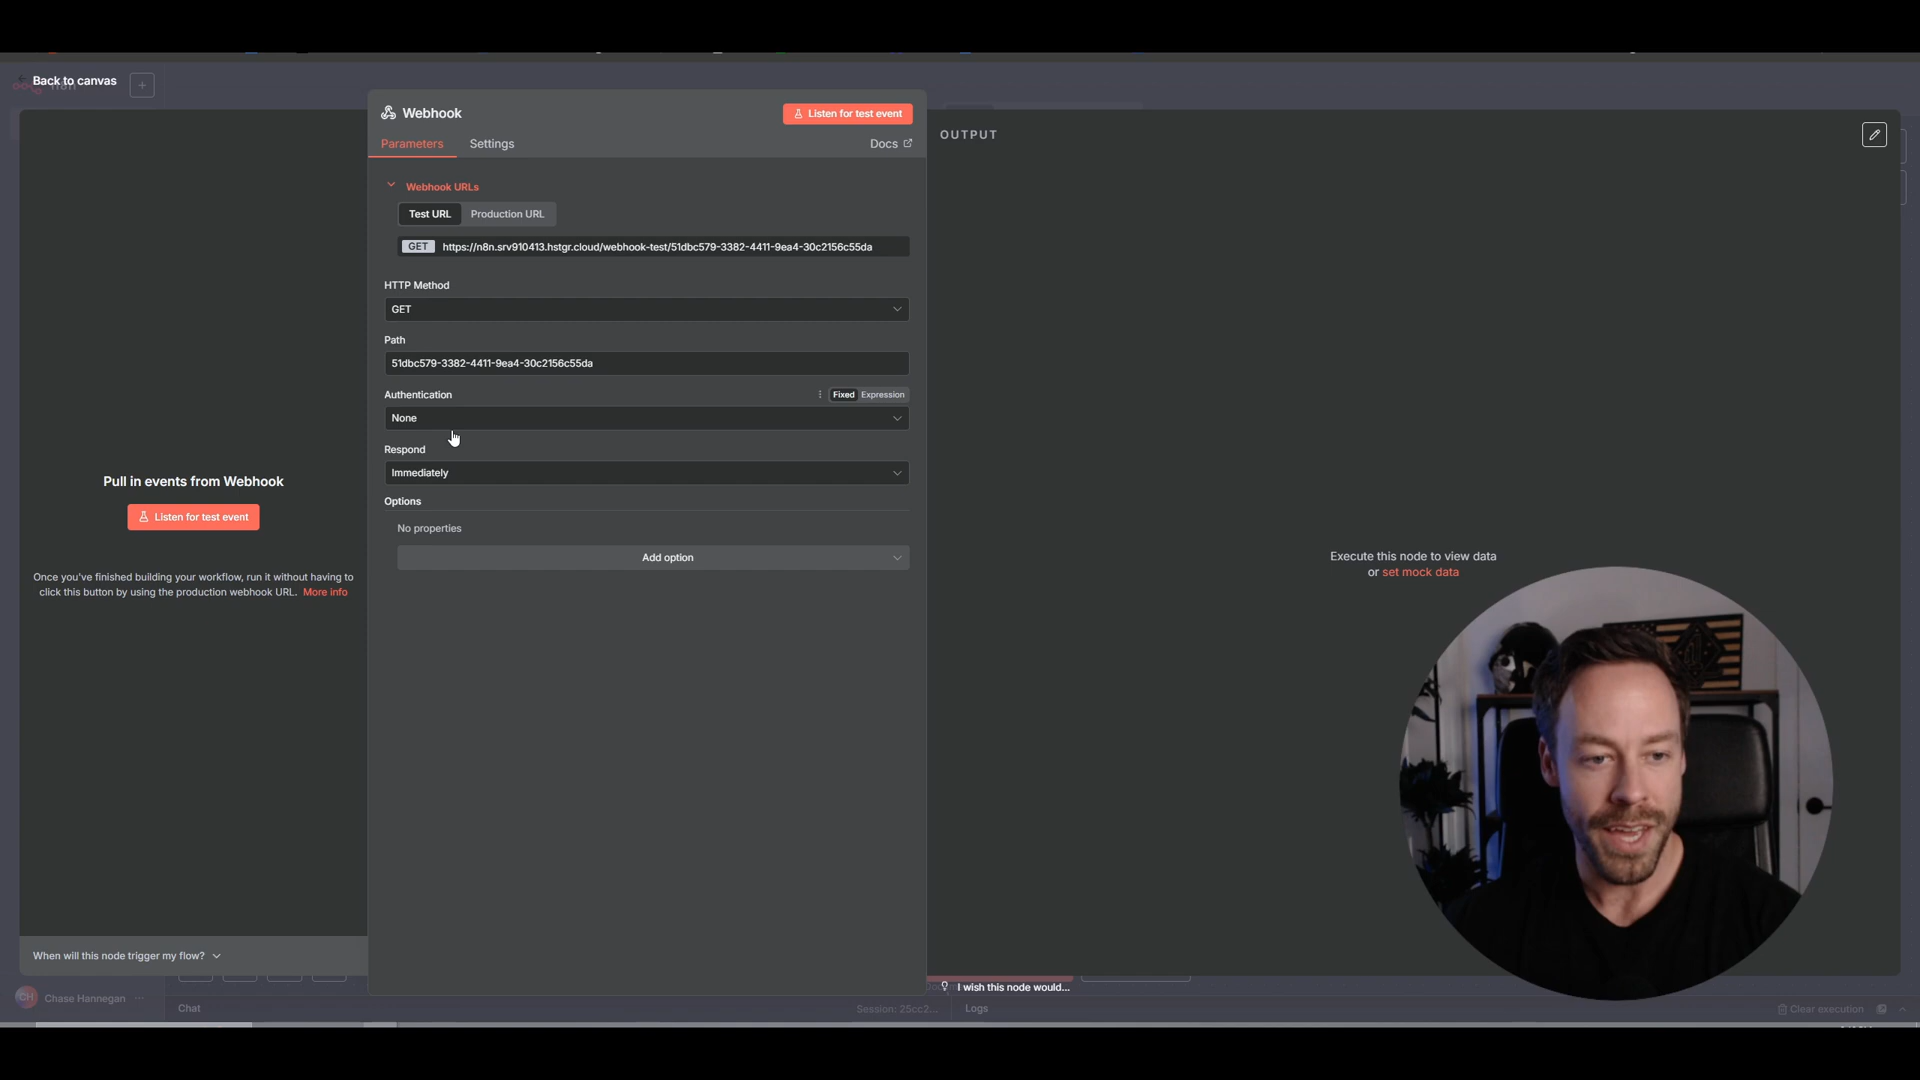 Back to canvas
n8n
Webhook
Listen for test event
Parameters
Settings
Docs
Webhook URLs
Test URL
Production URL
GET
https://n8n.srv910413.hstgr.cloud/webhook-test/51dbc579-3382-4411-9ea4-30c2156c55da
HTTP Method
GET
Path
51dbc579-3382-4411-9ea4-30c2156c55da
Authentication
Fixed
Expression
None
Respond
Immediately
Options
No properties
Add option
Pull in events from Webhook
Listen for test event
Once you've finished building your workflow, run it without having to
click this button by using the production webhook URL. More info
When will this node trigger my flow?
OUTPUT
Execute this node to view data
or set mock data
I wish this node would...
CH
Chase Hannegan
Chat
Session: 25cc2...
Logs
Clear execution